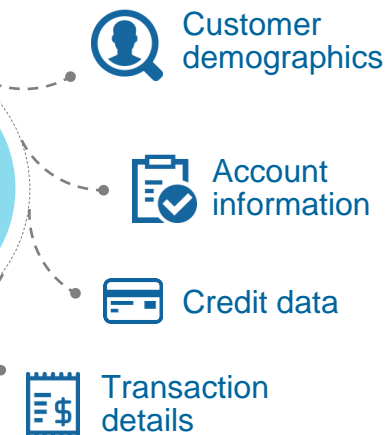 Customer
demographics
Account
information
Credit data
$
Transaction
details